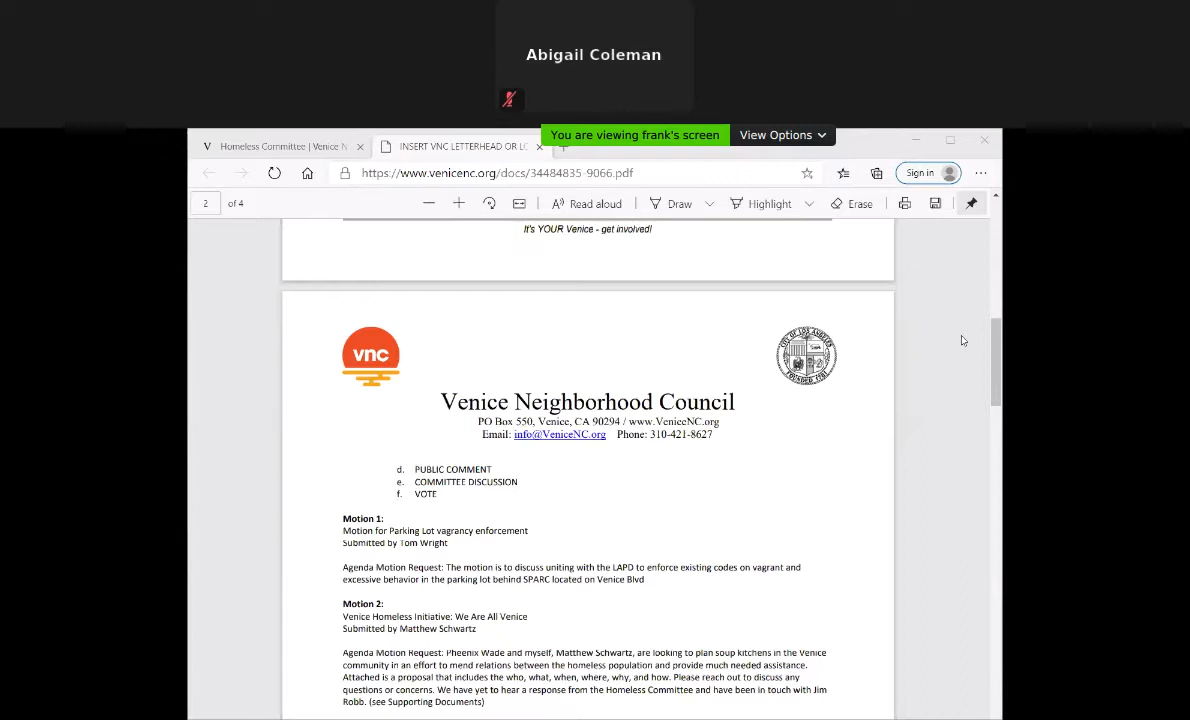 Abigail Coleman
You are viewing frank's screen View Options
Homeless Committee | Venice N INSERT VNC LETTERHEAD OR LO
https://www.venicenc.org/docs/34484835-9066.pdf Sign in
2 of 4 Read aloud Draw Highlight Erase
It's YOUR Venice - get involved!
vnc
CITY OF LOS ANGELES
FOUNDED 1781
Venice Neighborhood Council
PO Box 550, Venice, CA 90294 / www.VeniceNC.org
Email: info@VeniceNC.org Phone: 310-421-8627
d. PUBLIC COMMENT
e. COMMITTEE DISCUSSION
f. VOTE
Motion 1:
Motion for Parking Lot vagrancy enforcement
Submitted by Tom Wright
Agenda Motion Request: The motion is to discuss uniting with the LAPD to enforce existing codes on vagrant and
excessive behavior in the parking lot behind SPARC located on Venice Blvd
Motion 2:
Venice Homeless Initiative: We Are All Venice
Submitted by Matthew Schwartz
Agenda Motion Request: Pheenix Wade and myself, Matthew Schwartz, are looking to plan soup kitchens in the Venice
community in an effort to mend relations between the homeless population and provide much needed assistance.
Attached is a proposal that includes the who, what, when, where, why, and how. Please reach out to discuss any
questions or concerns. We have yet to hear a response from the Homeless Committee and have been in touch with Jim
Robb. (see Supporting Documents)